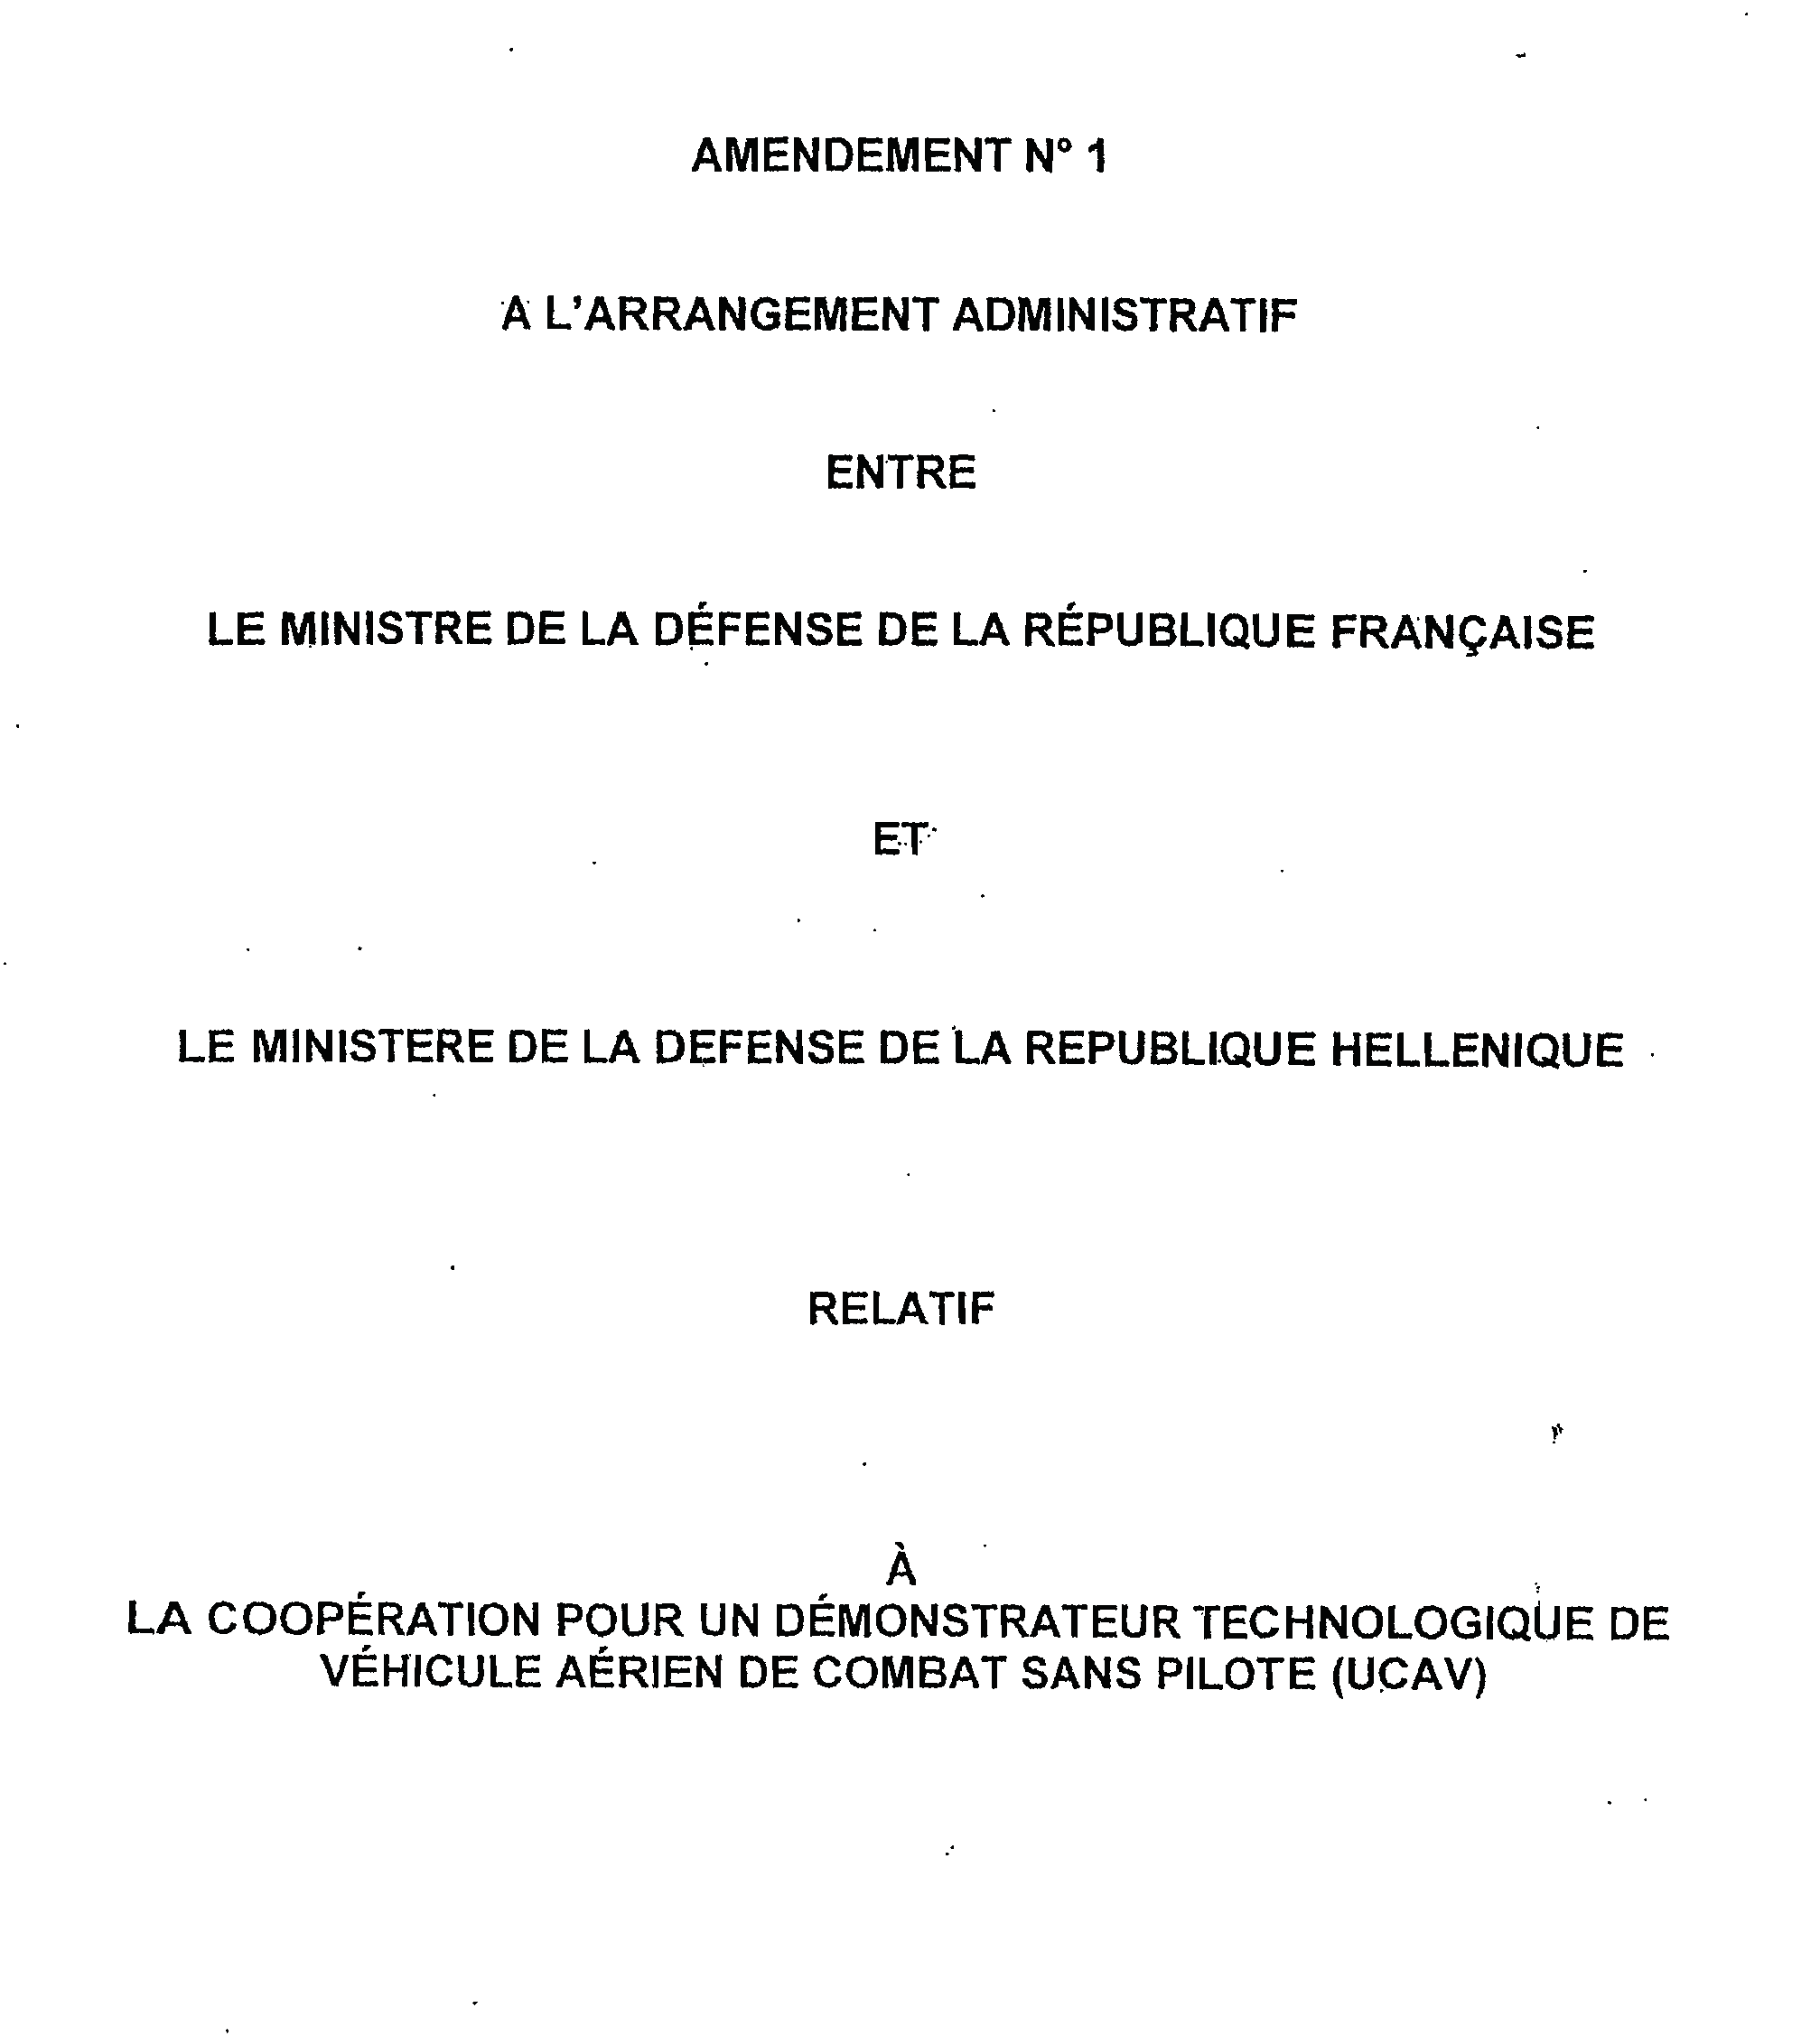 AMENDEMENT N° 1
A L'ARRANGEMENT ADMINISTRATIF
ENTRE
LE MINISTRE DE LA DÉFENSE DE LA RÉPUBLIQUE FRANÇAISE
ET
LE MINISTERE DE LA DEFENSE DE LA REPUBLIQUE HELLENIQUE
RELATIF
À
LA COOPÉRATION POUR UN DÉMONSTRATEUR TECHNOLOGIQUE DE
VÉHICULE AÉRIEN DE COMBAT SANS PILOTE (UCAV)